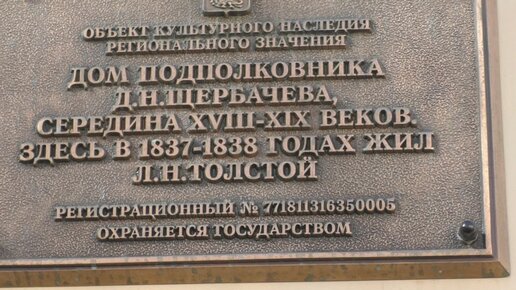 ОБЪЕКТ КУЛЬТУРНОГО НАСЛЕДИЯ
РЕГИОНАЛЬНОГО ЗНАЧЕНИЯ
ДОМ ПОДПОЛКОВНИКА
Д.Н.ЩЕРБАЧЕВА,
СЕРЕДИНА XVIII-XIX ВЕКОВ.
ЗДЕСЬ В 1837-1838 ГОДАХ ЖИЛ
Л.Н.ТОЛСТОЙ
РЕГИСТРАЦИОННЫЙ № 771811316350005
ОХРАНЯЕТСЯ ГОСУДАРСТВОМ